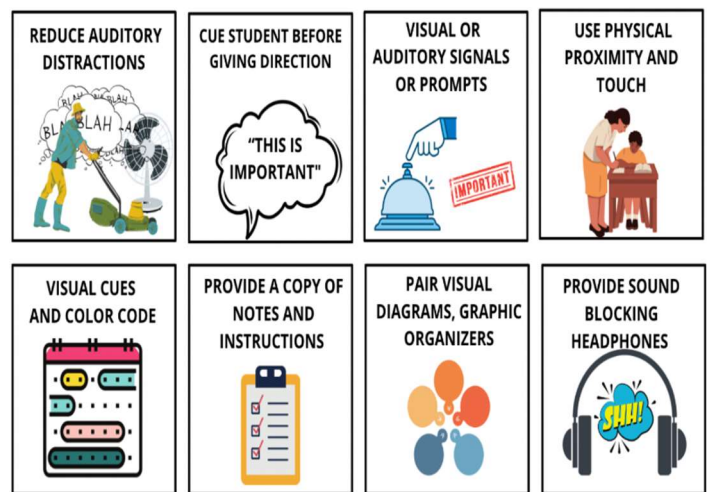 REDUCE AUDITORY
DISTRACTIONS
BLAH
BLAH
CUE STUDENT BEFORE
GIVING DIRECTION
"THIS IS
IMPORTANT"
VISUAL OR
AUDITORY SIGNALS
OR PROMPTS
IMPORTANT
USE PHYSICAL
PROXIMITY AND
TOUCH
VISUAL CUES
AND COLOR CODE
PROVIDE A COPY OF
NOTES AND
INSTRUCTIONS
PAIR VISUAL
DIAGRAMS, GRAPHIC
ORGANIZERS
PROVIDE SOUND
BLOCKING
HEADPHONES
SHH!